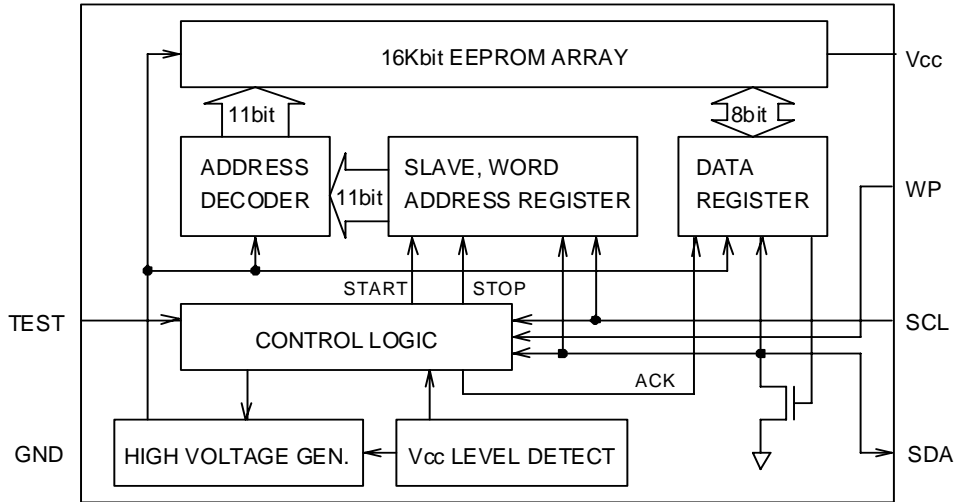 16Kbit EEPROM ARRAY
Vcc
11bit
8bit
ADDRESS
DECODER
11bit
SLAVE, WORD
ADDRESS REGISTER
DATA
REGISTER
WP
START
STOP
TEST
CONTROL LOGIC
SCL
ACK
GND
HIGH VOLTAGE GEN.
Vcc LEVEL DETECT
SDA